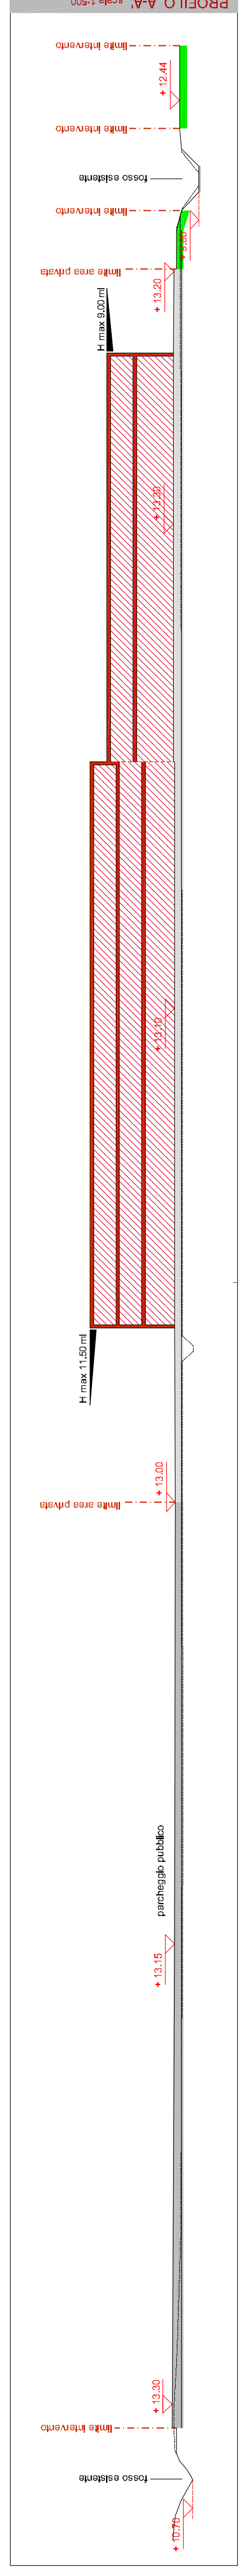 PROFILO A-A' scala 1:500
limite intervento
+ 12.44
limite intervento
fosso esistente
limite intervento
+ 9.80
limite area privata
+ 13.20
H max 9.00 ml
+ 13.30
+ 13.10
H max 11.50 ml
+ 13.00
limite area privata
parcheggio pubblico
+ 13.15
+ 13.30
limite intervento
fosso esistente
+ 10.70